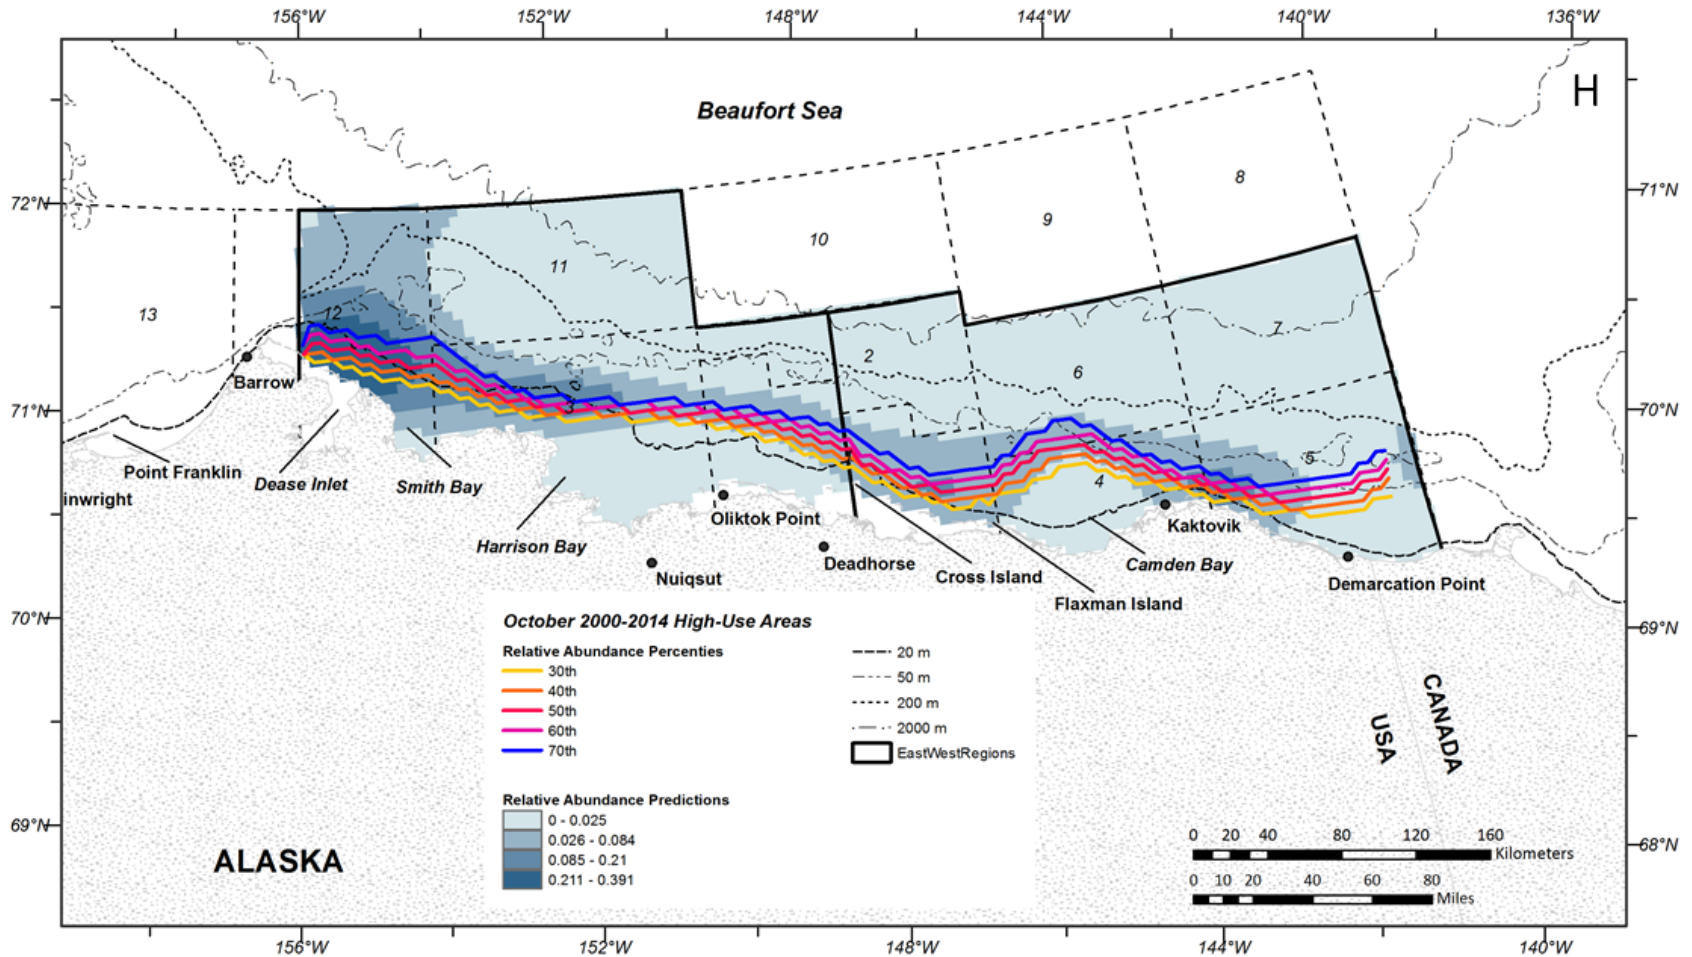 156°W 152°W 148°W 144°W 140°W 136°W
H
Beaufort Sea
8
72°N 71°N
9
10
11
13 12 7
2
6
Barrow
71°N 70°N
3
Point Franklin
Dease Inlet
Smith Bay
5
4
inwright
Oliktok Point
Kaktovik
Harrison Bay
Deadhorse
Camden Bay
Cross Island
Nuiqsut
Demarcation Point
Flaxman Island
70°N 69°N
October 2000-2014 High-Use Areas
Relative Abundance Percenties
30th
40th
50th
60th
70th
20 m
50 m
200 m
2000 m
EastWestRegions
CANADA
USA
Relative Abundance Predictions
0 - 0.025
0.026 - 0.084
0.085 - 0.21
0.211 - 0.391
69°N 68°N
ALASKA
0 20 40 80 120 160
Kilometers
0 10 20 40 60 80
Miles
156°W 152°W 148°W 144°W 140°W